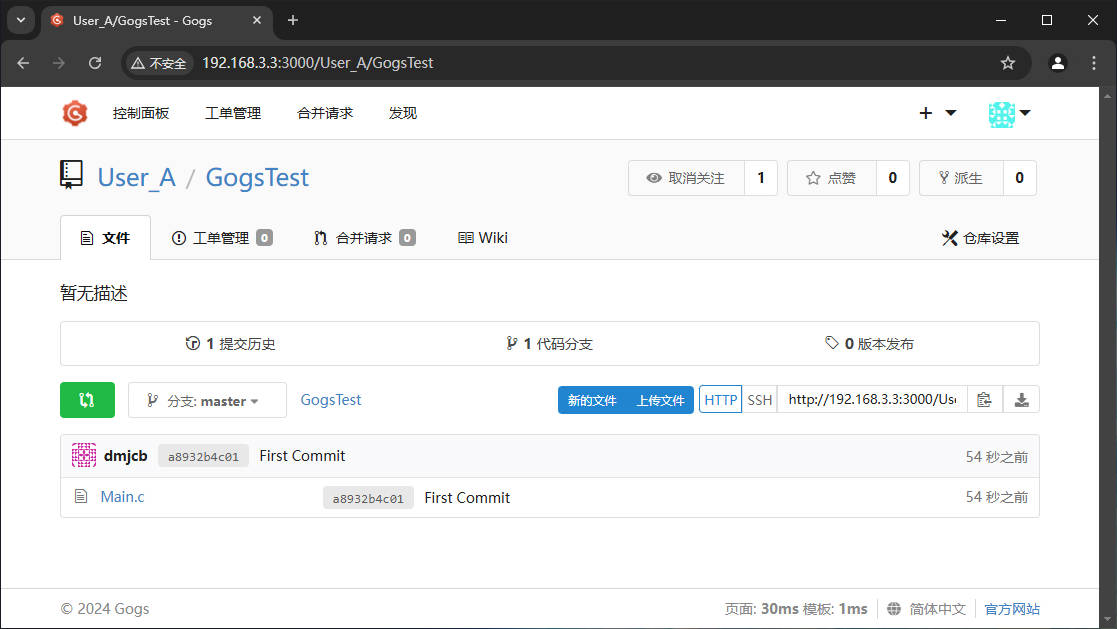 User_A/GogsTest - Gogs
不安全 192.168.3.3:3000/User_A/GogsTest
控制面板 工单管理 合并请求 发现
User_A / GogsTest 取消关注 1 点赞 0 派生 0
文件 工单管理 0 合并请求 0 Wiki 仓库设置
暂无描述
1 提交历史 1 代码分支 0 版本发布
分支: master GogsTest 新的文件 上传文件 HTTP SSH http://192.168.3.3:3000/Use
dmjcb a8932b4c01 First Commit 54 秒之前
Main.c a8932b4c01 First Commit 54 秒之前
© 2024 Gogs 页面: 30ms 模板: 1ms 简体中文 官方网站